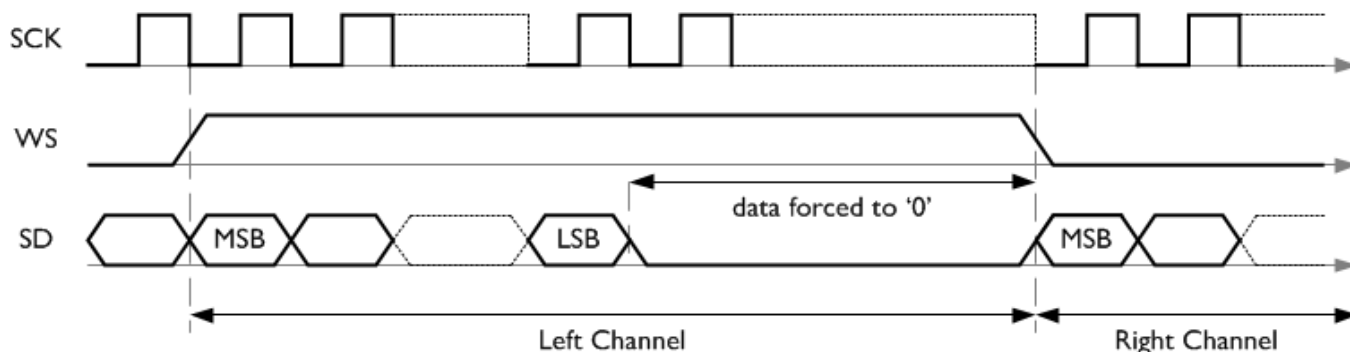 SCK
WS
data forced to ‘0’
SD
MSB
LSB
MSB
Left Channel
Right Channel